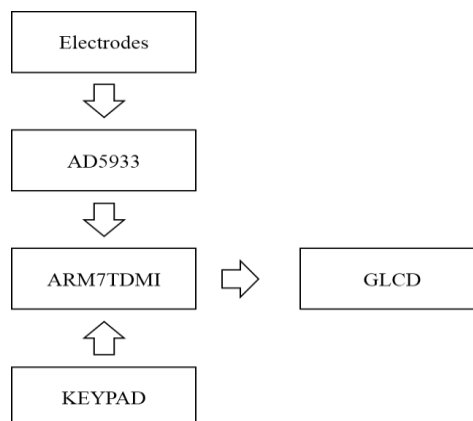 Electrodes
AD5933
ARM7TDMI
GLCD
KEYPAD